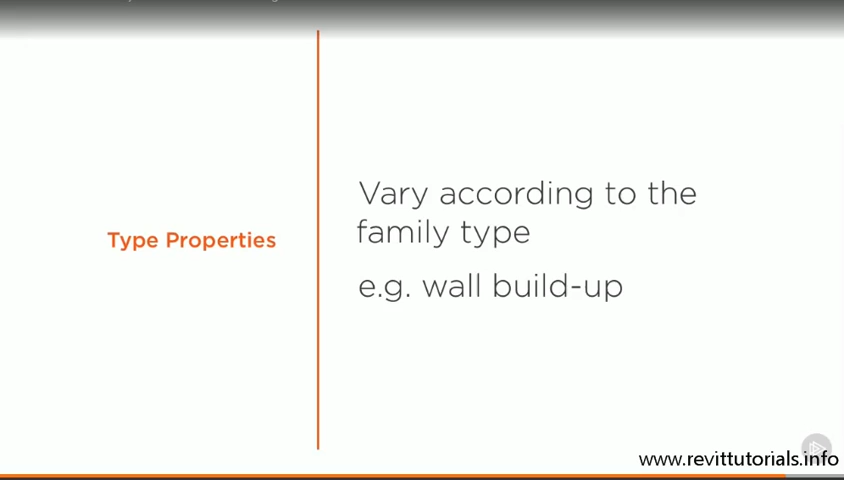 Type Properties
Vary according to the
family type
e.g. wall build-up
www.revittutorials.info